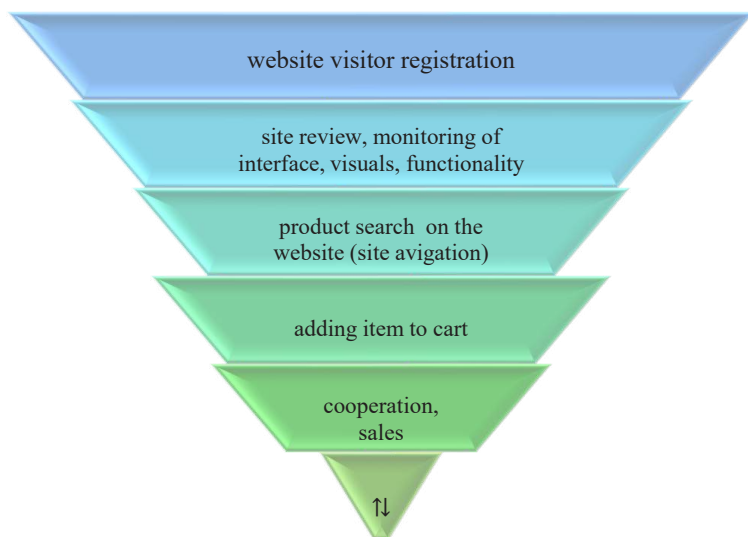 website visitor registration
site review, monitoring of
interface, visuals, functionality
product search on the
website (site avigation)
adding item to cart
cooperation,
sales
⇅